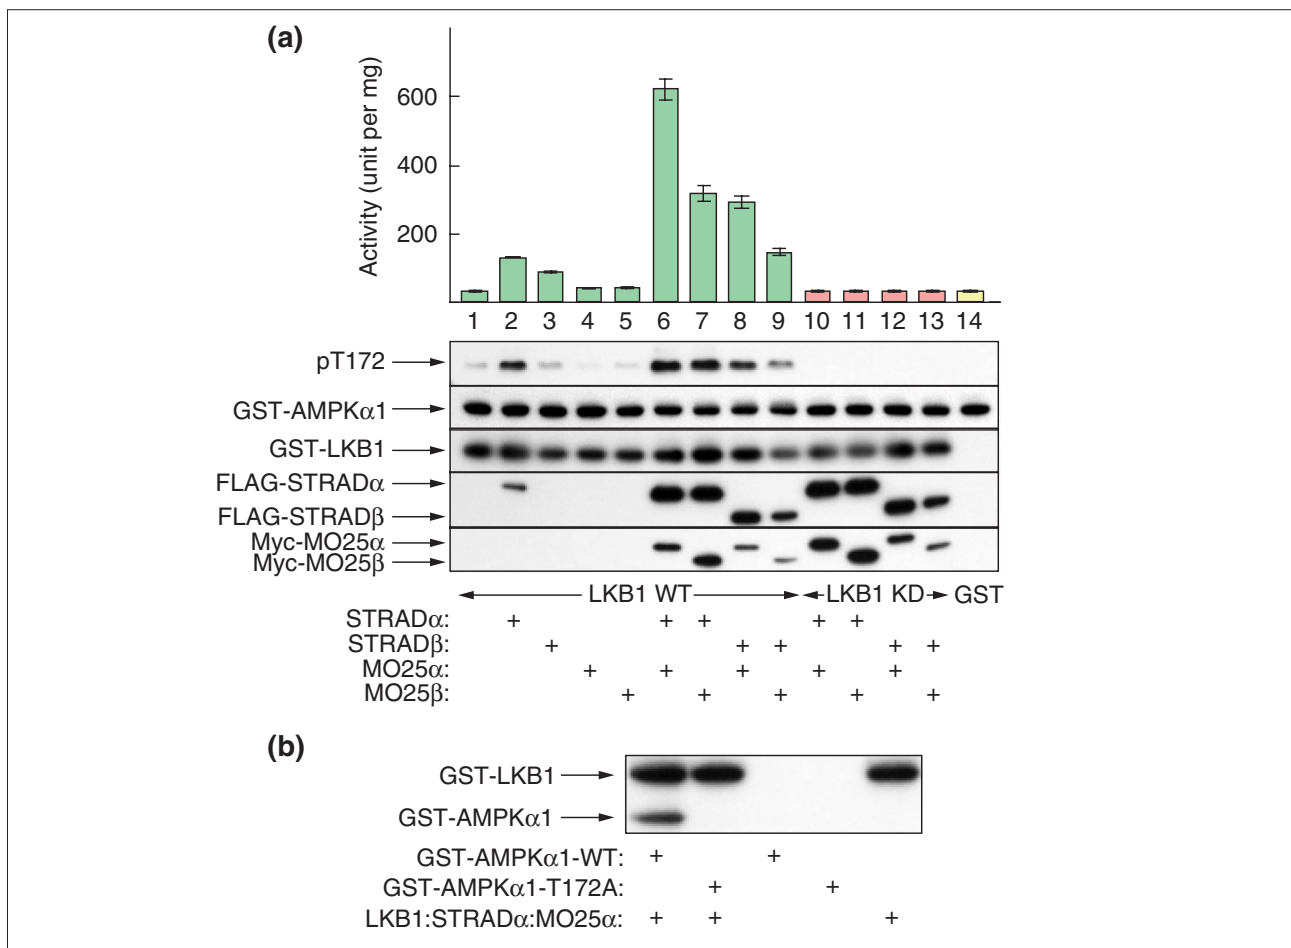 (a)
Activity (unit per mg)
600
400
200
1 2 3 4 5 6 7 8 9 10 11 12 13 14
pT172
GST-AMPKα1
GST-LKB1
FLAG-STRADα
FLAG-STRADβ
Myc-MO25α
Myc-MO25β
LKB1 WT LKB1 KD GST
STRADα: + + + + +
STRADβ: + + + + +
MO25α: + + + + +
MO25β: + + + + +
(b)
GST-LKB1
GST-AMPKα1
GST-AMPKα1-WT: + +
GST-AMPKα1-T172A: + +
LKB1:STRADα:MO25α: + + +